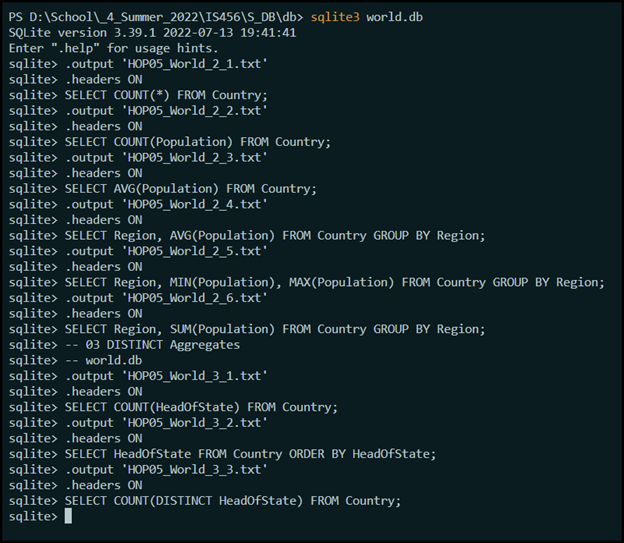 PS D:\School\_4_Summer_2022\IS456\S_DB\db> sqlite3 world.db
SQLite version 3.39.1 2022-07-13 19:41:41
Enter ".help" for usage hints.
sqlite> .output 'HOP05_World_2_1.txt'
sqlite> .headers ON
sqlite> SELECT COUNT(*) FROM Country;
sqlite> .output 'HOP05_World_2_2.txt'
sqlite> .headers ON
sqlite> SELECT COUNT(Population) FROM Country;
sqlite> .output 'HOP05_World_2_3.txt'
sqlite> .headers ON
sqlite> SELECT AVG(Population) FROM Country;
sqlite> .output 'HOP05_World_2_4.txt'
sqlite> .headers ON
sqlite> SELECT Region, AVG(Population) FROM Country GROUP BY Region;
sqlite> .output 'HOP05_World_2_5.txt'
sqlite> .headers ON
sqlite> SELECT Region, MIN(Population), MAX(Population) FROM Country GROUP BY Region;
sqlite> .output 'HOP05_World_2_6.txt'
sqlite> .headers ON
sqlite> SELECT Region, SUM(Population) FROM Country GROUP BY Region;
sqlite> -- 03 DISTINCT Aggregates
sqlite> -- world.db
sqlite> .output 'HOP05_World_3_1.txt'
sqlite> .headers ON
sqlite> SELECT COUNT(HeadOfState) FROM Country;
sqlite> .output 'HOP05_World_3_2.txt'
sqlite> .headers ON
sqlite> SELECT HeadOfState FROM Country ORDER BY HeadOfState;
sqlite> .output 'HOP05_World_3_3.txt'
sqlite> .headers ON
sqlite> SELECT COUNT(DISTINCT HeadOfState) FROM Country;
sqlite>